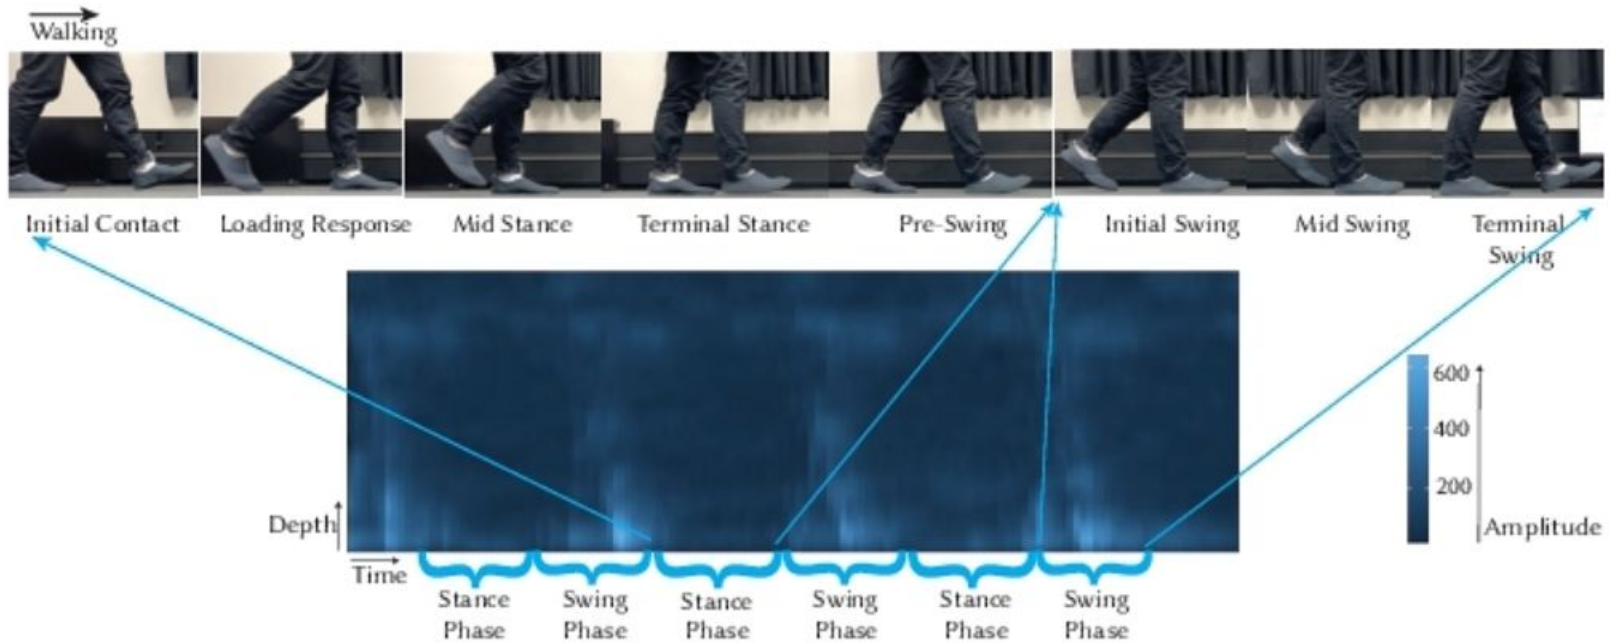 Walking
Initial Contact
Loading Response
Mid Stance
Terminal Stance
Pre-Swing
Initial Swing
Mid Swing
Terminal
Swing
600
400
200
Amplitude
Depth
Time
Stance
Phase
Swing
Phase
Stance
Phase
Swing
Phase
Stance
Phase
Swing
Phase